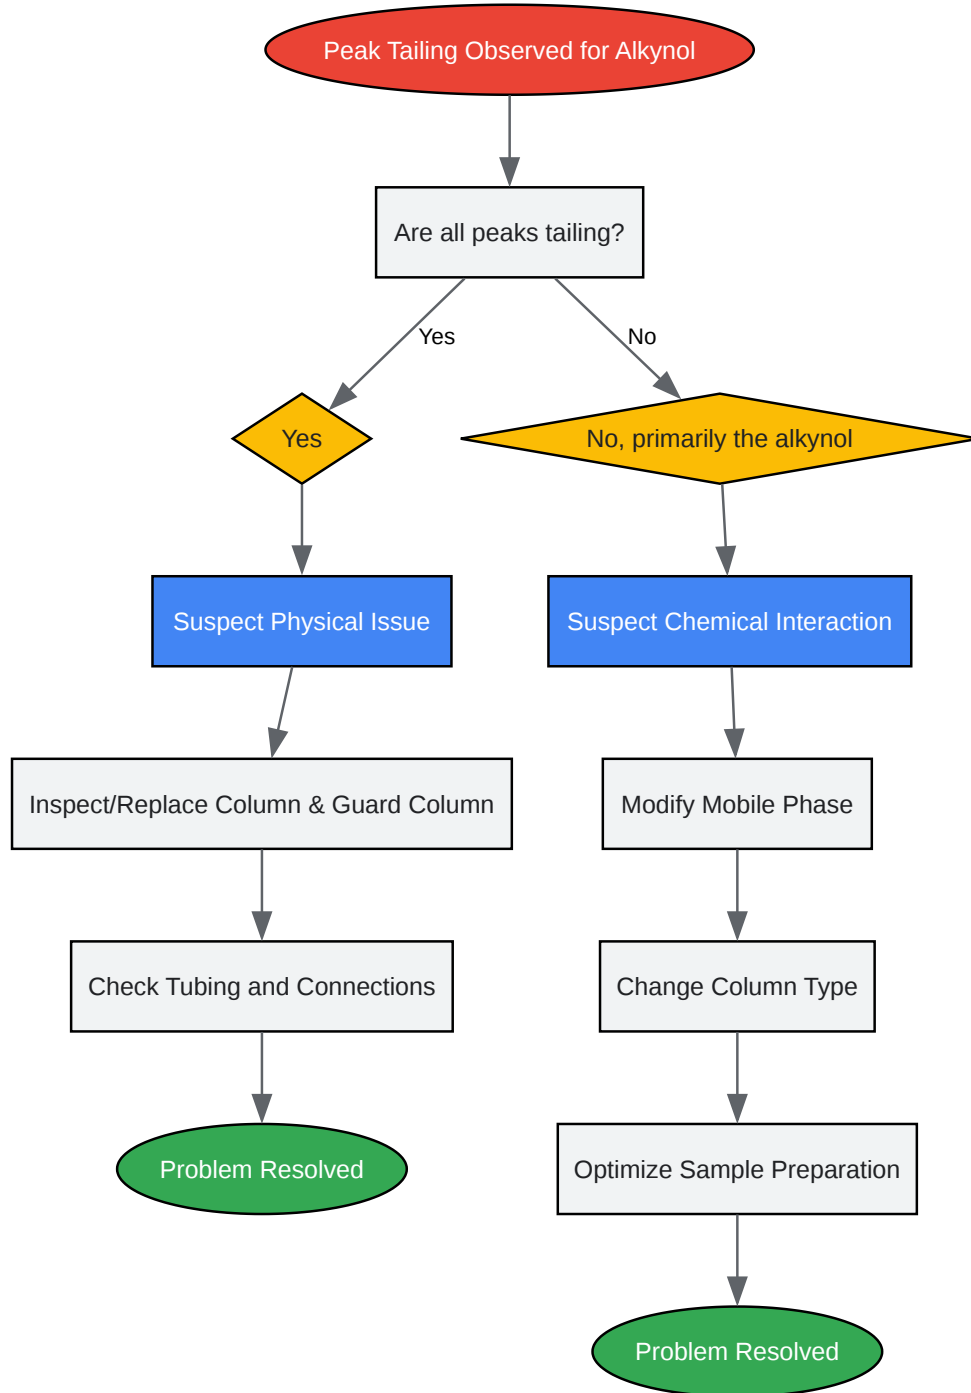 Peak Tailing Observed for Alkynol
Are all peaks tailing?
Yes
No
Yes
No, primarily the alkynol
Suspect Physical Issue
Suspect Chemical Interaction
Inspect/Replace Column & Guard Column
Modify Mobile Phase
Check Tubing and Connections
Change Column Type
Problem Resolved
Optimize Sample Preparation
Problem Resolved